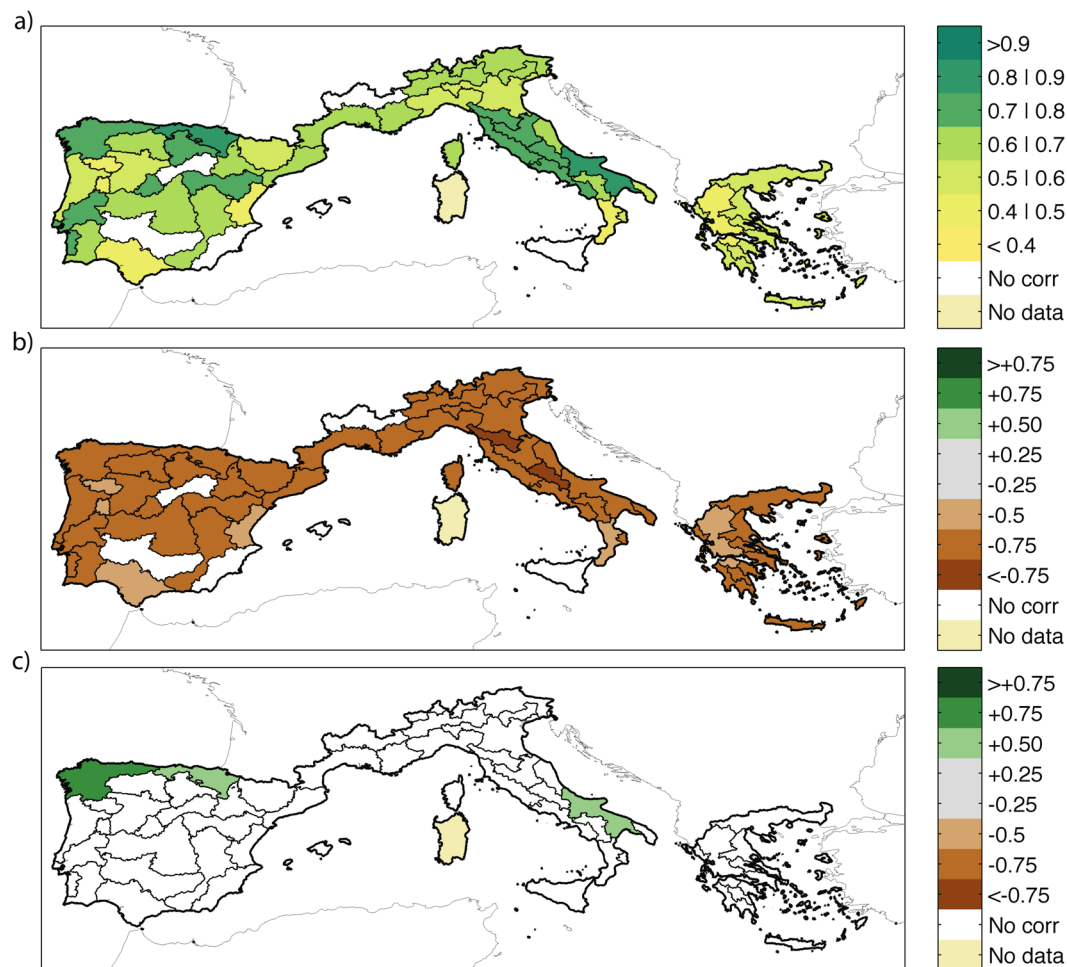 a)
>0.9
0.8 | 0.9
0.7 | 0.8
0.6 | 0.7
0.5 | 0.6
0.4 | 0.5
< 0.4
No corr
No data
b)
>+0.75
+0.75
+0.50
+0.25
-0.25
-0.5
-0.75
<-0.75
No corr
No data
c)
>+0.75
+0.75
+0.50
+0.25
-0.25
-0.5
-0.75
<-0.75
No corr
No data